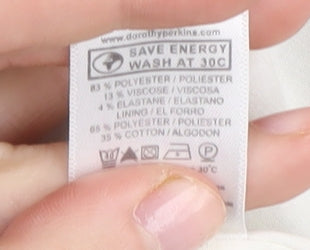 www.dorothyperkins.com
SAVE ENERGY
WASH AT 30C
83 % POLYESTER / POLIESTER
13 % VISCOSE / VISCOSA
4 % ELASTANE / ELASTANO
LINING / EL FORRO
65 % POLYESTER / POLIESTER
35 % COTTON / ALGODON
P
30°C